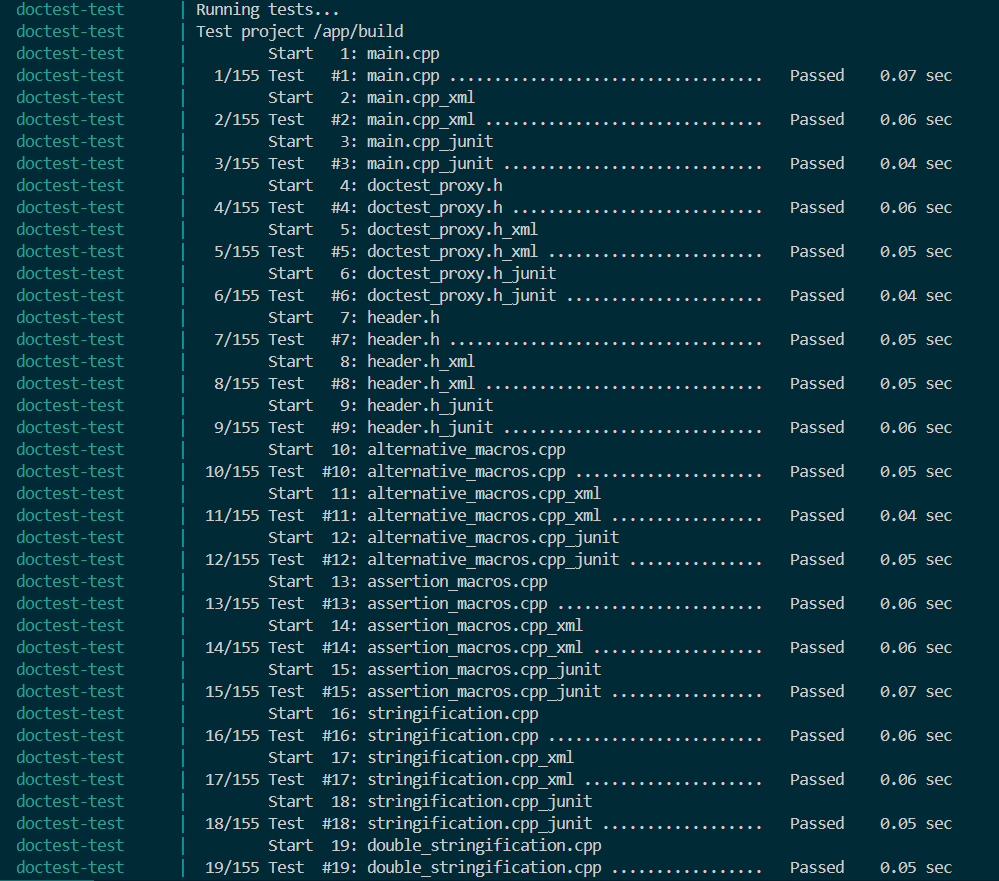 doctest-test | Running tests...
doctest-test | Test project /app/build
doctest-test | Start 1: main.cpp
doctest-test | 1/155 Test #1: main.cpp ................................... Passed 0.07 sec
doctest-test | Start 2: main.cpp_xml
doctest-test | 2/155 Test #2: main.cpp_xml ............................... Passed 0.06 sec
doctest-test | Start 3: main.cpp_junit
doctest-test | 3/155 Test #3: main.cpp_junit ............................. Passed 0.04 sec
doctest-test | Start 4: doctest_proxy.h
doctest-test | 4/155 Test #4: doctest_proxy.h ............................ Passed 0.06 sec
doctest-test | Start 5: doctest_proxy.h_xml
doctest-test | 5/155 Test #5: doctest_proxy.h_xml ........................ Passed 0.05 sec
doctest-test | Start 6: doctest_proxy.h_junit
doctest-test | 6/155 Test #6: doctest_proxy.h_junit ...................... Passed 0.04 sec
doctest-test | Start 7: header.h
doctest-test | 7/155 Test #7: header.h ................................... Passed 0.05 sec
doctest-test | Start 8: header.h_xml
doctest-test | 8/155 Test #8: header.h_xml ............................... Passed 0.05 sec
doctest-test | Start 9: header.h_junit
doctest-test | 9/155 Test #9: header.h_junit ............................. Passed 0.06 sec
doctest-test | Start 10: alternative_macros.cpp
doctest-test | 10/155 Test #10: alternative_macros.cpp ..................... Passed 0.05 sec
doctest-test | Start 11: alternative_macros.cpp_xml
doctest-test | 11/155 Test #11: alternative_macros.cpp_xml ................. Passed 0.04 sec
doctest-test | Start 12: alternative_macros.cpp_junit
doctest-test | 12/155 Test #12: alternative_macros.cpp_junit ............... Passed 0.05 sec
doctest-test | Start 13: assertion_macros.cpp
doctest-test | 13/155 Test #13: assertion_macros.cpp ....................... Passed 0.06 sec
doctest-test | Start 14: assertion_macros.cpp_xml
doctest-test | 14/155 Test #14: assertion_macros.cpp_xml ................... Passed 0.06 sec
doctest-test | Start 15: assertion_macros.cpp_junit
doctest-test | 15/155 Test #15: assertion_macros.cpp_junit ................. Passed 0.07 sec
doctest-test | Start 16: stringification.cpp
doctest-test | 16/155 Test #16: stringification.cpp ........................ Passed 0.06 sec
doctest-test | Start 17: stringification.cpp_xml
doctest-test | 17/155 Test #17: stringification.cpp_xml .................... Passed 0.06 sec
doctest-test | Start 18: stringification.cpp_junit
doctest-test | 18/155 Test #18: stringification.cpp_junit .................. Passed 0.05 sec
doctest-test | Start 19: double_stringification.cpp
doctest-test | 19/155 Test #19: double_stringification.cpp ................. Passed 0.05 sec